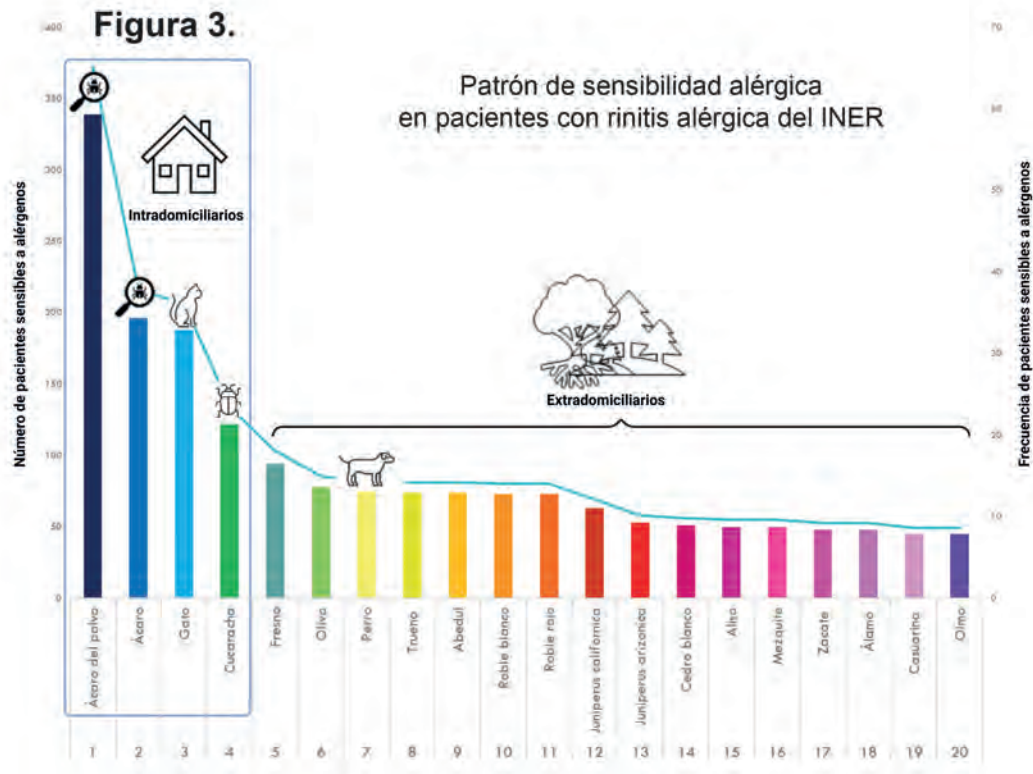 Figura 3.
Patrón de sensibilidad alérgica
en pacientes con rinitis alérgica del INER
Intradomiciliarios
Extradomiciliarios
Número de pacientes sensibles a alérgenos
400
350
300
250
200
150
100
50
0
Frecuencia de pacientes sensibles a alérgenos
70
60
50
40
30
20
10
0
Ácaro del polvo
Ácaro
Gato
Cucaracha
Fresno
Olivo
Perro
Trueno
Abedul
Roble blanco
Roble rojo
Juniperus californica
Juniperus arizonica
Cedro blanco
Aliso
Mezquite
Zacate
Álamo
Casuarina
Olmo
1 2 3 4 5 6 7 8 9 10 11 12 13 14 15 16 17 18 19 20